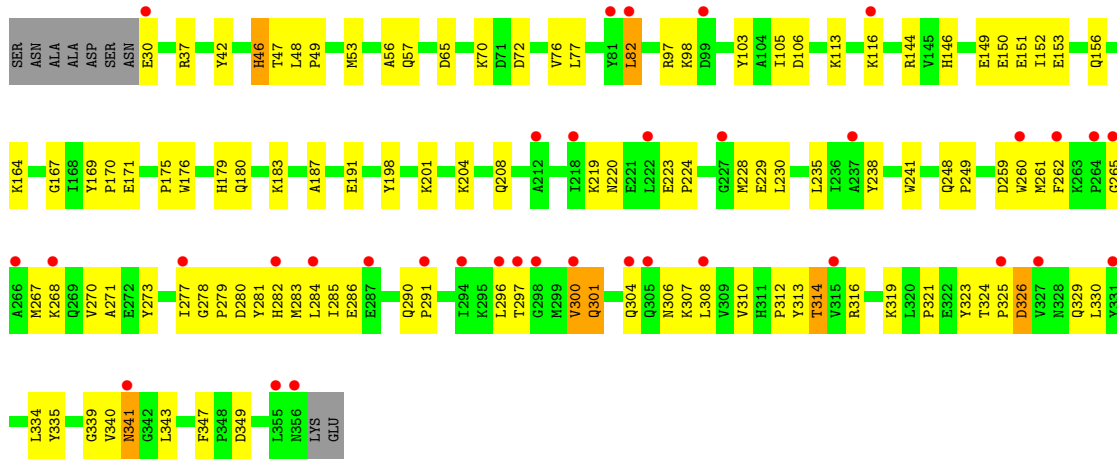 SER ASN ALA ALA ASP SER ASN E30 R37 Y42 H46 T47 L48 P49 M53 A56 Q57 D65 K70 D71 D72 V76 L77 Y81 L82 R97 K98 D99 Y103 A104 I105 D106 K113 K116 R144 V145 H146 E149 E150 E151 I152 E153 Q156
K164 G167 I168 Y169 P170 E171 P175 W176 H179 Q180 K183 A187 E191 Y198 K201 K204 Q208 A212 I218 K219 N220 E221 L222 E223 P224 G227 M228 E229 L230 L235 I236 A237 Y238 W241 Q248 P249 D259 W260 M261 F262 K263 P264 G265
A266 M267 K268 Q269 V270 A271 E272 Y273 I277 G278 P279 D280 Y281 H282 M283 L284 I285 E286 E287 Q290 P291 I294 K295 L296 T297 G298 M299 V300 Q301 Q304 Q305 N306 K307 L308 V309 V310 H311 P312 Y313 T314 V315 R316 K319 L320 P321 E322 Y323 T324 P325 D326 V327 N328 Q329 L330 Y331
L334 Y335 G339 V340 N341 G342 L343 F347 P348 D349 L355 N356 LYS GLU